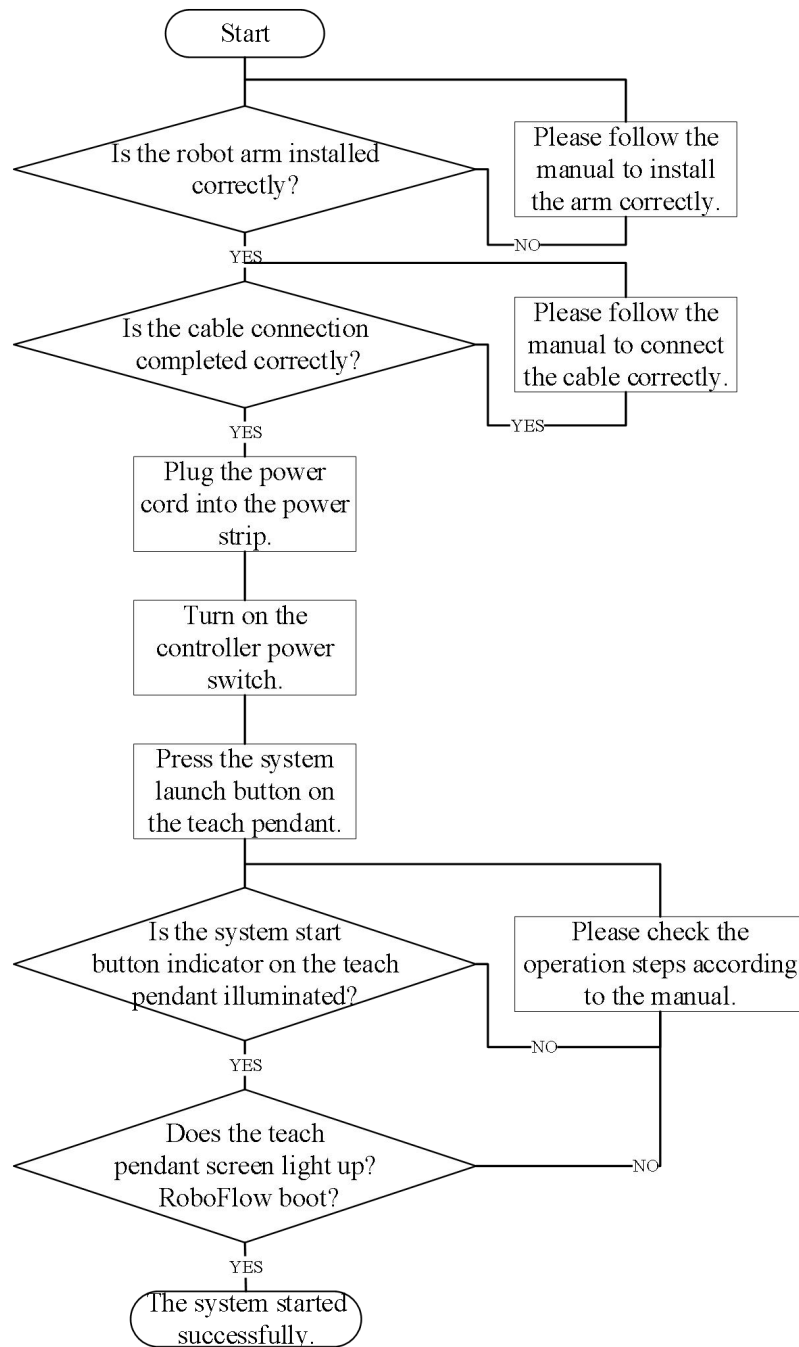 Start
Is the robot arm installed
correctly?
Please follow the
manual to install
the arm correctly.
NO
YES
Is the cable connection
completed correctly?
Please follow the
manual to connect
the cable correctly.
YES
YES
Plug the power
cord into the power
strip.
Turn on the
controller power
switch.
Press the system
launch button on
the teach pendant.
Is the system start
button indicator on the teach
pendant illuminated?
Please check the
operation steps according
to the manual.
NO
YES
Does the teach
pendant screen light up?
RoboFlow boot?
NO
YES
The system started
successfully.